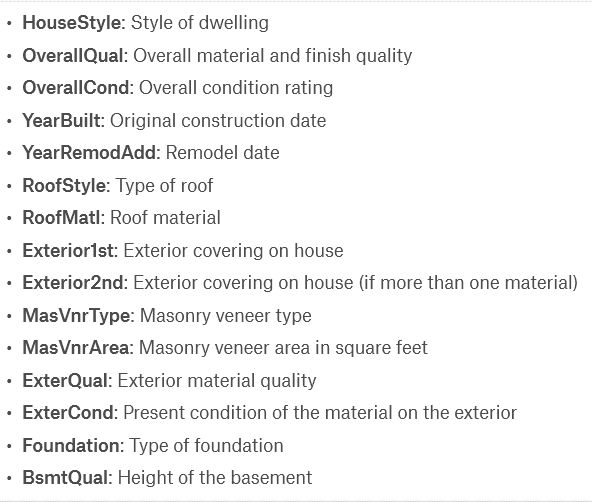 • HouseStyle: Style of dwelling
• OverallQual: Overall material and finish quality
• OverallCond: Overall condition rating
• YearBuilt: Original construction date
• YearRemodAdd: Remodel date
• RoofStyle: Type of roof
• RoofMatl: Roof material
• Exterior1st: Exterior covering on house
• Exterior2nd: Exterior covering on house (if more than one material)
• MasVnrType: Masonry veneer type
• MasVnrArea: Masonry veneer area in square feet
• ExterQual: Exterior material quality
• ExterCond: Present condition of the material on the exterior
• Foundation: Type of foundation
• BsmtQual: Height of the basement